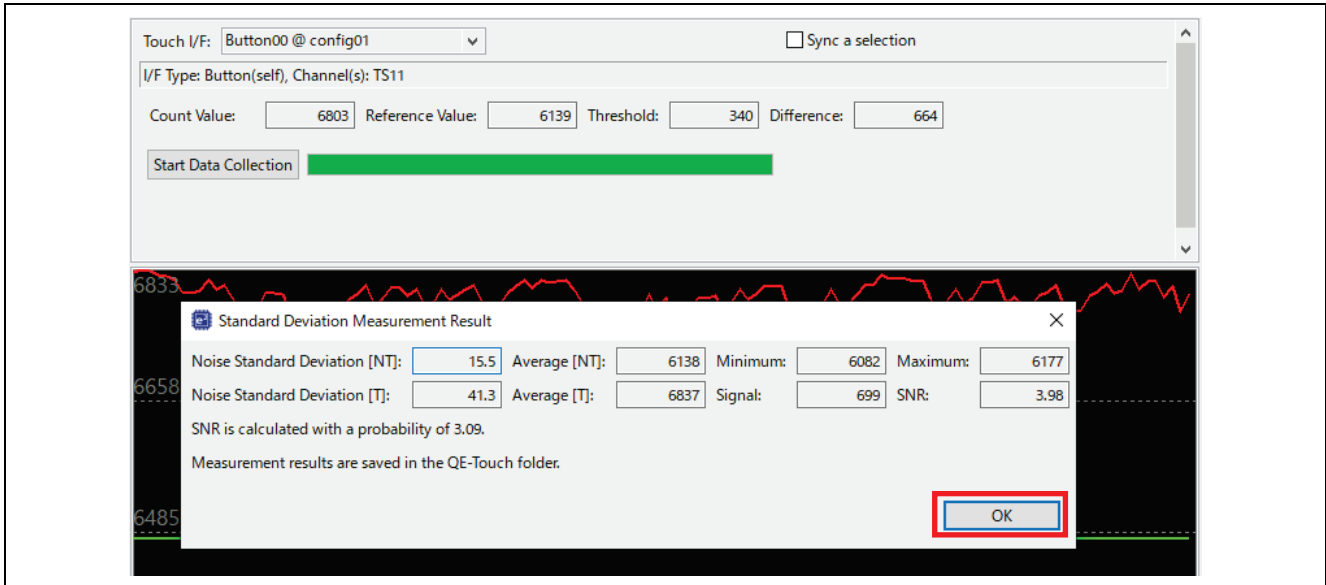 Touch I/F: Button00 @ config01 Sync a selection
I/F Type: Button(self), Channel(s): TS11
Count Value: 6803 Reference Value: 6139 Threshold: 340 Difference: 664
Start Data Collection
6833
Standard Deviation Measurement Result
Noise Standard Deviation [NT]: 15.5 Average [NT]: 6138 Minimum: 6082 Maximum: 6177
6658
Noise Standard Deviation [T]: 41.3 Average [T]: 6837 Signal: 699 SNR: 3.98
SNR is calculated with a probability of 3.09.
Measurement results are saved in the QE-Touch folder.
6485
OK